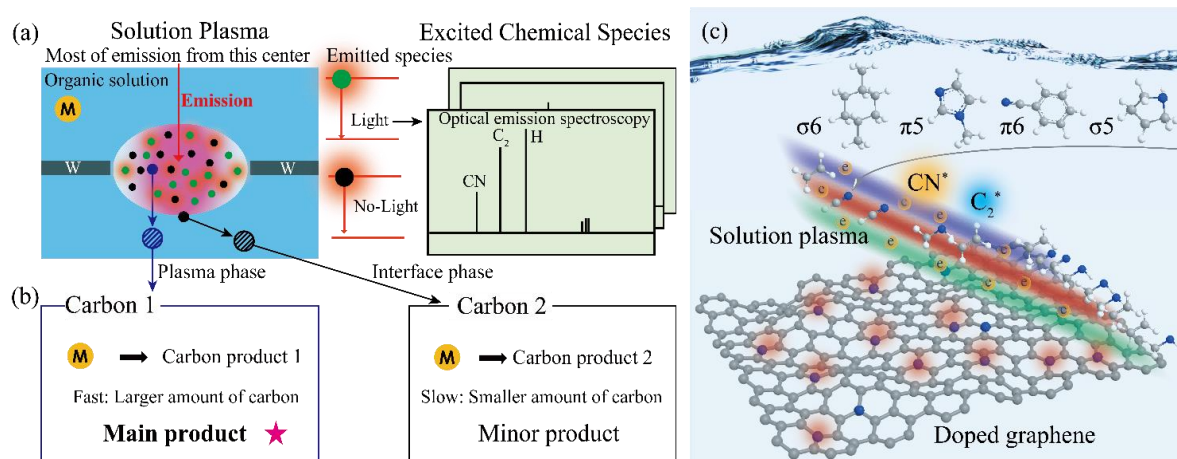 (a)
Solution Plasma
Most of emission from this center
Organic solution
M
Emission
W
W
Emitted species
Light
No-Light
Excited Chemical Species
Optical emission spectroscopy
C2
H
CN
Plasma phase
Interface phase
(b)
Carbon 1
M
Carbon product 1
Fast: Larger amount of carbon
Main product
Carbon 2
M
Carbon product 2
Slow: Smaller amount of carbon
Minor product
(c)
σ6
π5
π6
σ5
CN*
C2*
e
e
e
e
e
e
e
e
e
e
Solution plasma
Doped graphene